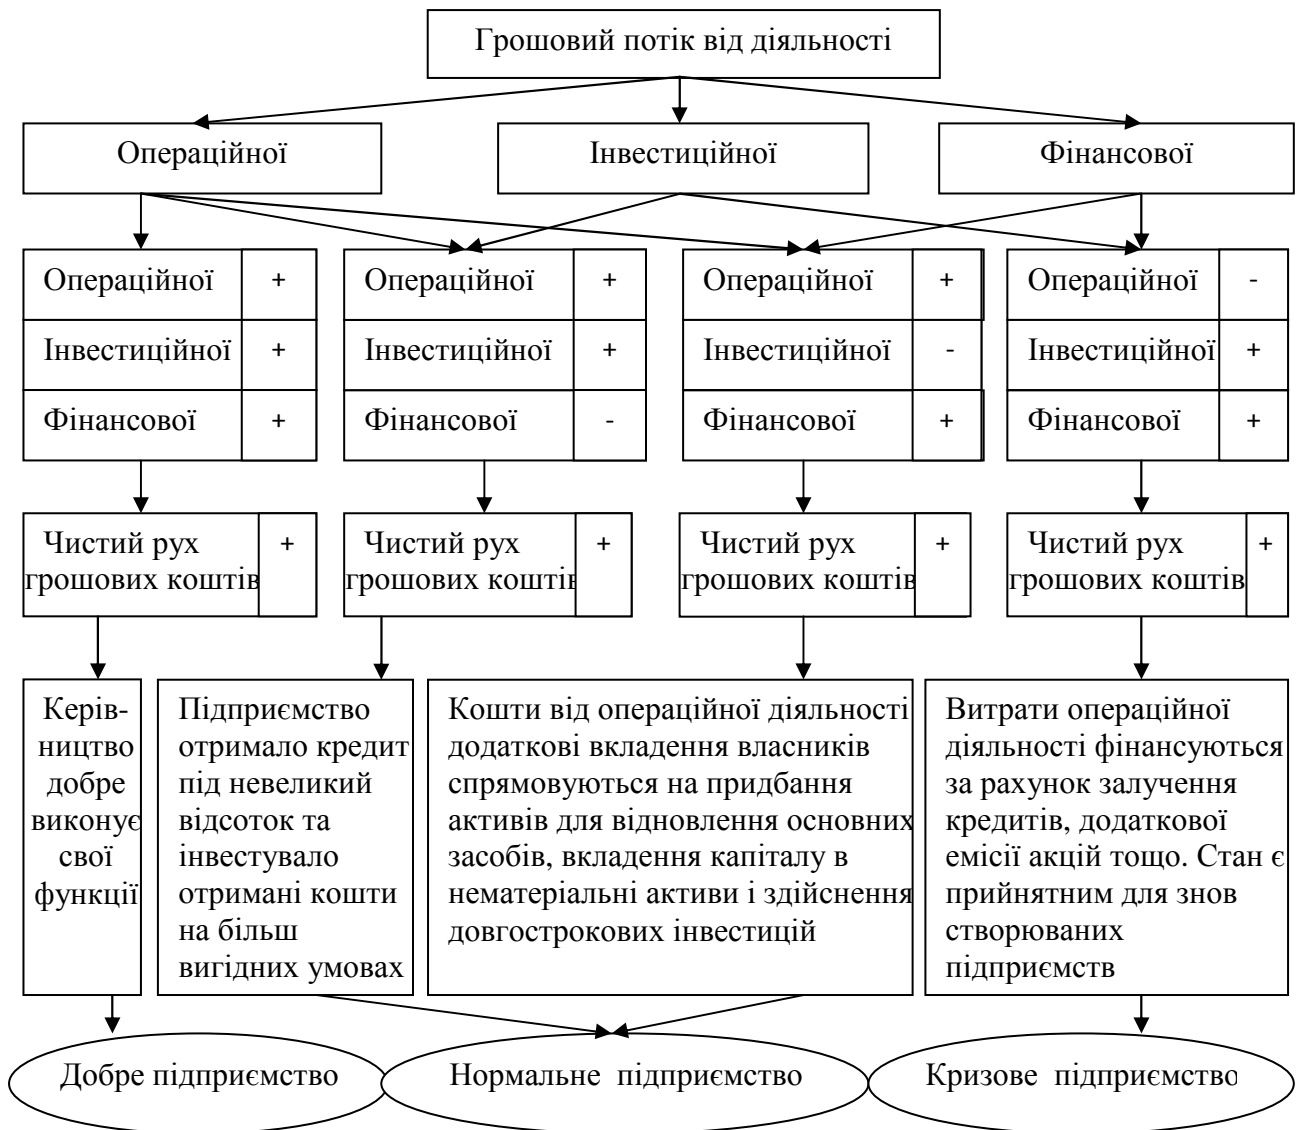 Грошовий потік від діяльності
Операційної
Інвестиційної
Фінансової
Операційної +
Інвестиційної +
Фінансової +
Операційної +
Інвестиційної +
Фінансової -
Операційної +
Інвестиційної -
Фінансової +
Операційної -
Інвестиційної +
Фінансової +
Чистий рух +
грошових коштів
Чистий рух +
грошових коштів
Чистий рух +
грошових коштів
Чистий рух +
грошових коштів
Керів-
ництво
добре
виконує
свої
функції
Підприємство
отримало кредит
під невеликий
відсоток та
інвестувало
отримані кошти
на більш
вигідних умовах
Кошти від операційної діяльності
додаткові вкладення власників
спрямовуються на придбання
активів для відновлення основних
засобів, вкладення капіталу в
нематеріальні активи і здійснення
довгострокових інвестицій
Витрати операційної
діяльності фінансуються
за рахунок залучення
кредитів, додаткової
емісії акцій тощо. Стан є
прийнятним для знов
створюваних
підприємств
Добре підприємство
Нормальне підприємство
Кризове підприємство